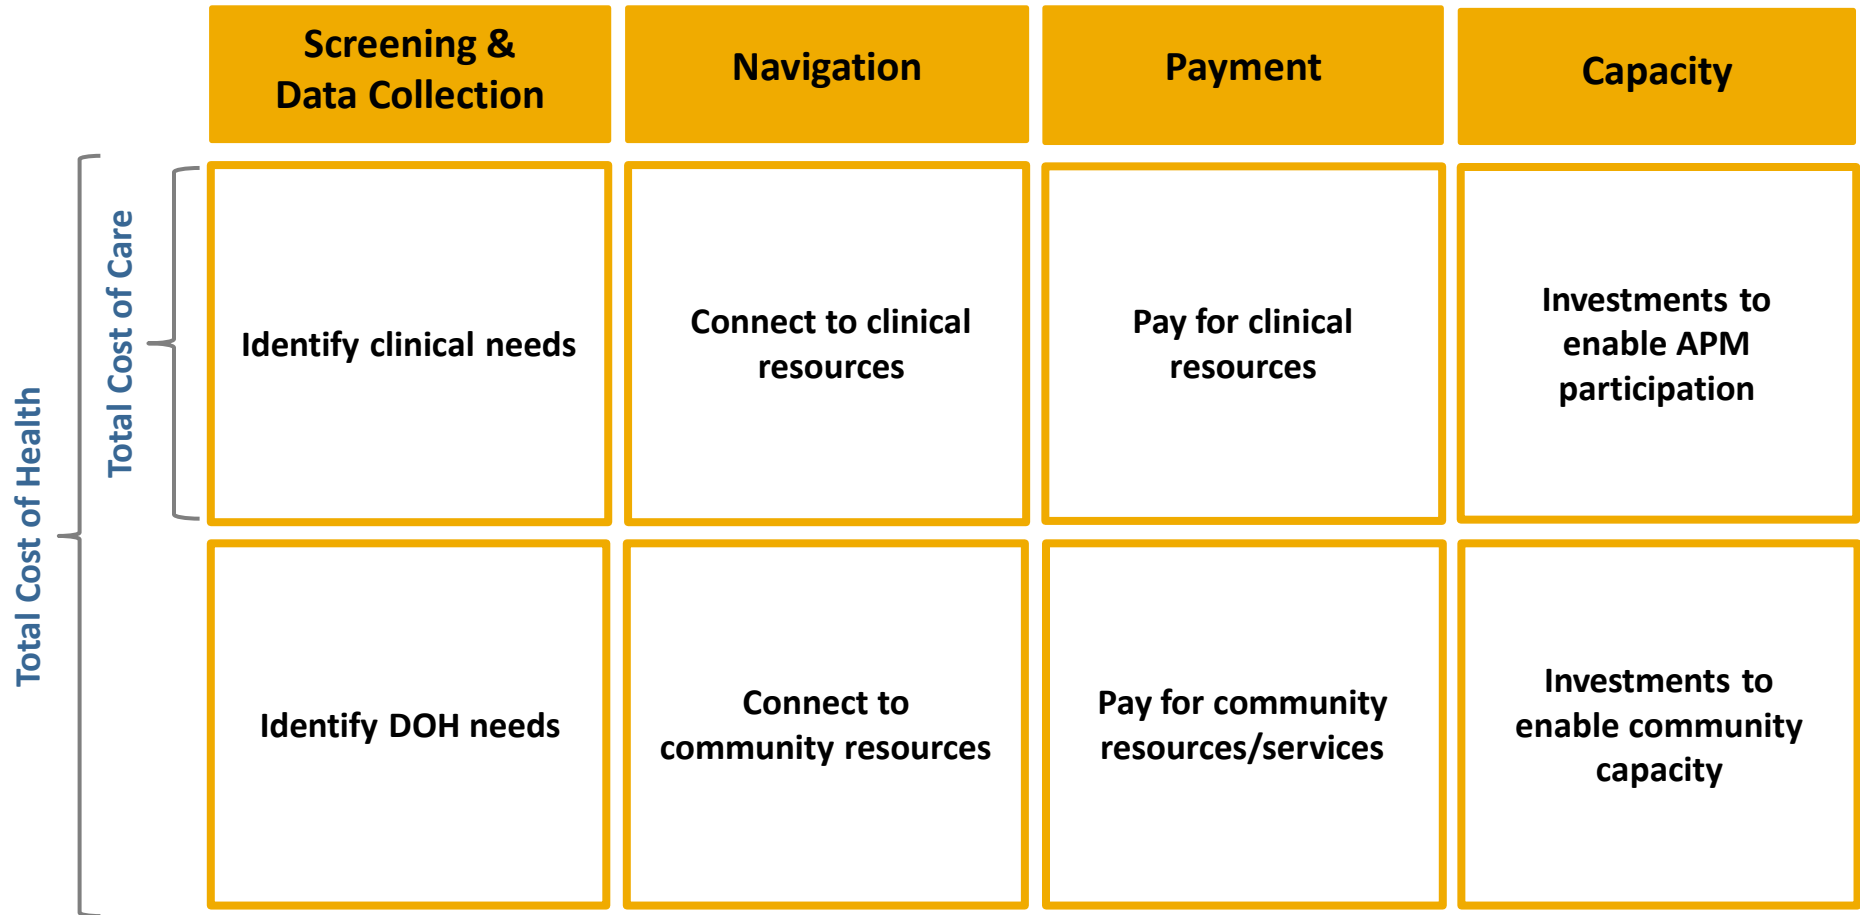 Screening &
Data Collection
Navigation
Payment
Capacity
Total Cost of Health
Total Cost of Care
Identify clinical needs
Connect to clinical
resources
Pay for clinical
resources
Investments to
enable APM
participation
Identify DOH needs
Connect to
community resources
Pay for community
resources/services
Investments to
enable community
capacity